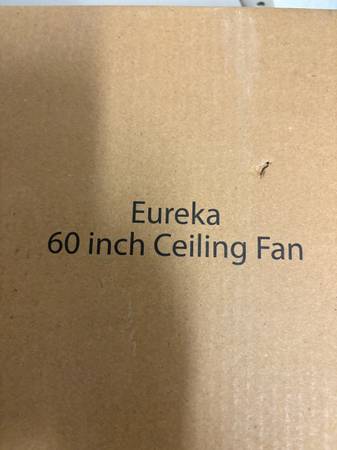 Eureka
60 inch Ceiling Fan